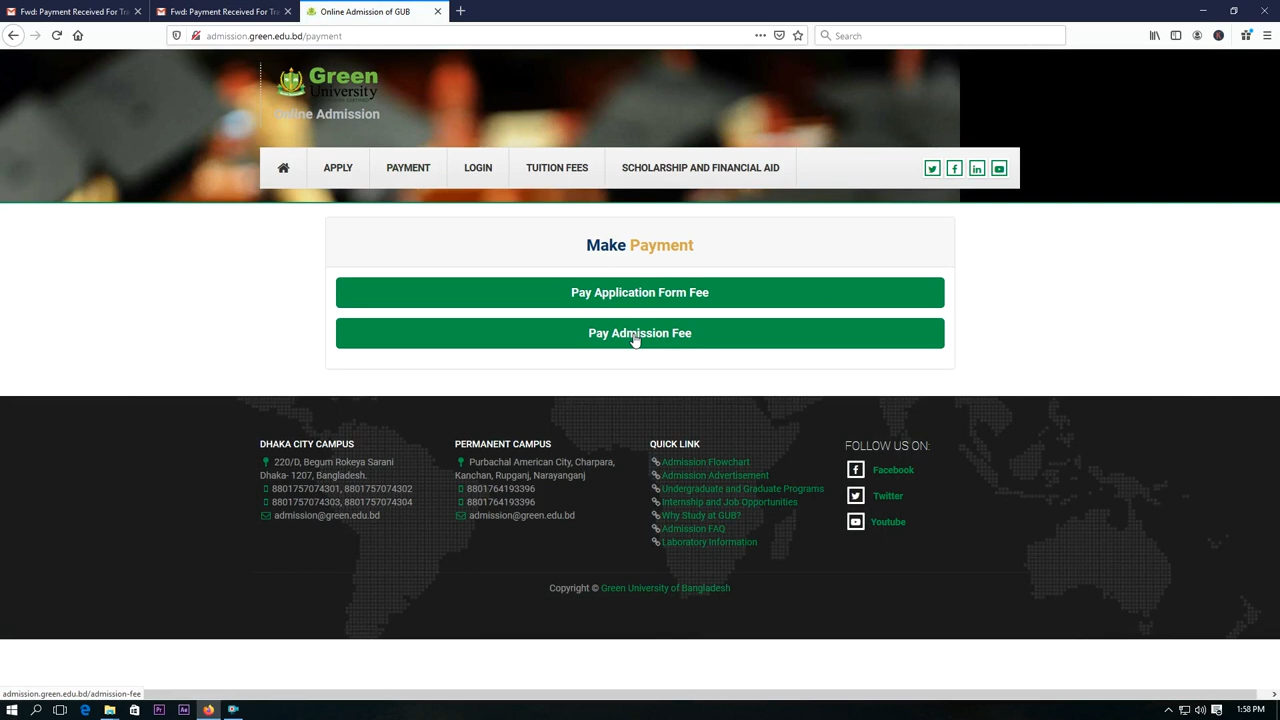 Fwd: Payment Received For Tra
Fwd: Payment Received For Tra
Online Admission of GUB
admission.green.edu.bd/payment
Search
Green
University
Online Admission
APPLY
PAYMENT
LOGIN
TUITION FEES
SCHOLARSHIP AND FINANCIAL AID
Make Payment
Pay Application Form Fee
Pay Admission Fee
DHAKA CITY CAMPUS
220/D, Begum Rokeya Sarani
Dhaka- 1207, Bangladesh.
8801757074301, 8801757074302
8801757074303, 8801757074304
admission@green.edu.bd
PERMANENT CAMPUS
Purbachal American City, Charpara,
Kanchan, Rupganj, Narayanganj
8801764193396
8801764193396
admission@green.edu.bd
QUICK LINK
Admission Flowchart
Admission Advertisement
Undergraduate and Graduate Programs
Internship and Job Opportunities
Why Study at GUB?
Admission FAQ
Laboratory Information
FOLLOW US ON:
Facebook
Twitter
Youtube
Copyright © Green University of Bangladesh
admission.green.edu.bd/admission-fee
1:58 PM